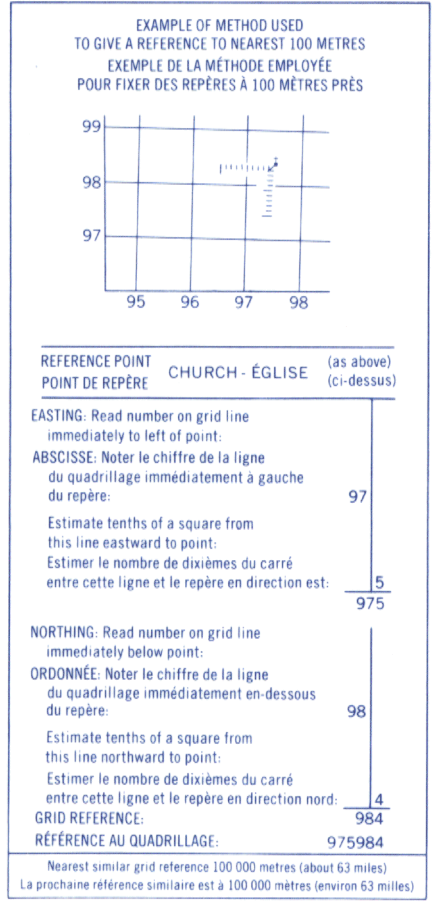 EXAMPLE OF METHOD USED
TO GIVE A REFERENCE TO NEAREST 100 METRES
EXEMPLE DE LA MÉTHODE EMPLOYÉE
POUR FIXER DES REPÈRES À 100 MÈTRES PRÈS
99
98
97
95 96 97 98
REFERENCE POINT
POINT DE REPÈRE
CHURCH - ÉGLISE
(as above)
(ci-dessus)
EASTING: Read number on grid line
immediately to left of point:
ABSCISSE: Noter le chiffre de la ligne
du quadrillage immédiatement à gauche
du repère: 97
Estimate tenths of a square from
this line eastward to point:
Estimer le nombre de dixièmes du carré
entre cette ligne et le repère en direction est: 5
975
NORTHING: Read number on grid line
immediately below point:
ORDONNÉE: Noter le chiffre de la ligne
du quadrillage immédiatement en-dessous
du repère: 98
Estimate tenths of a square from
this line northward to point:
Estimer le nombre de dixièmes du carré
entre cette ligne et le repère en direction nord: 4
GRID REFERENCE: 984
RÉFÉRENCE AU QUADRILLAGE: 975984
Nearest similar grid reference 100 000 metres (about 63 miles)
La prochaine référence similaire est à 100 000 mètres (environ 63 milles)